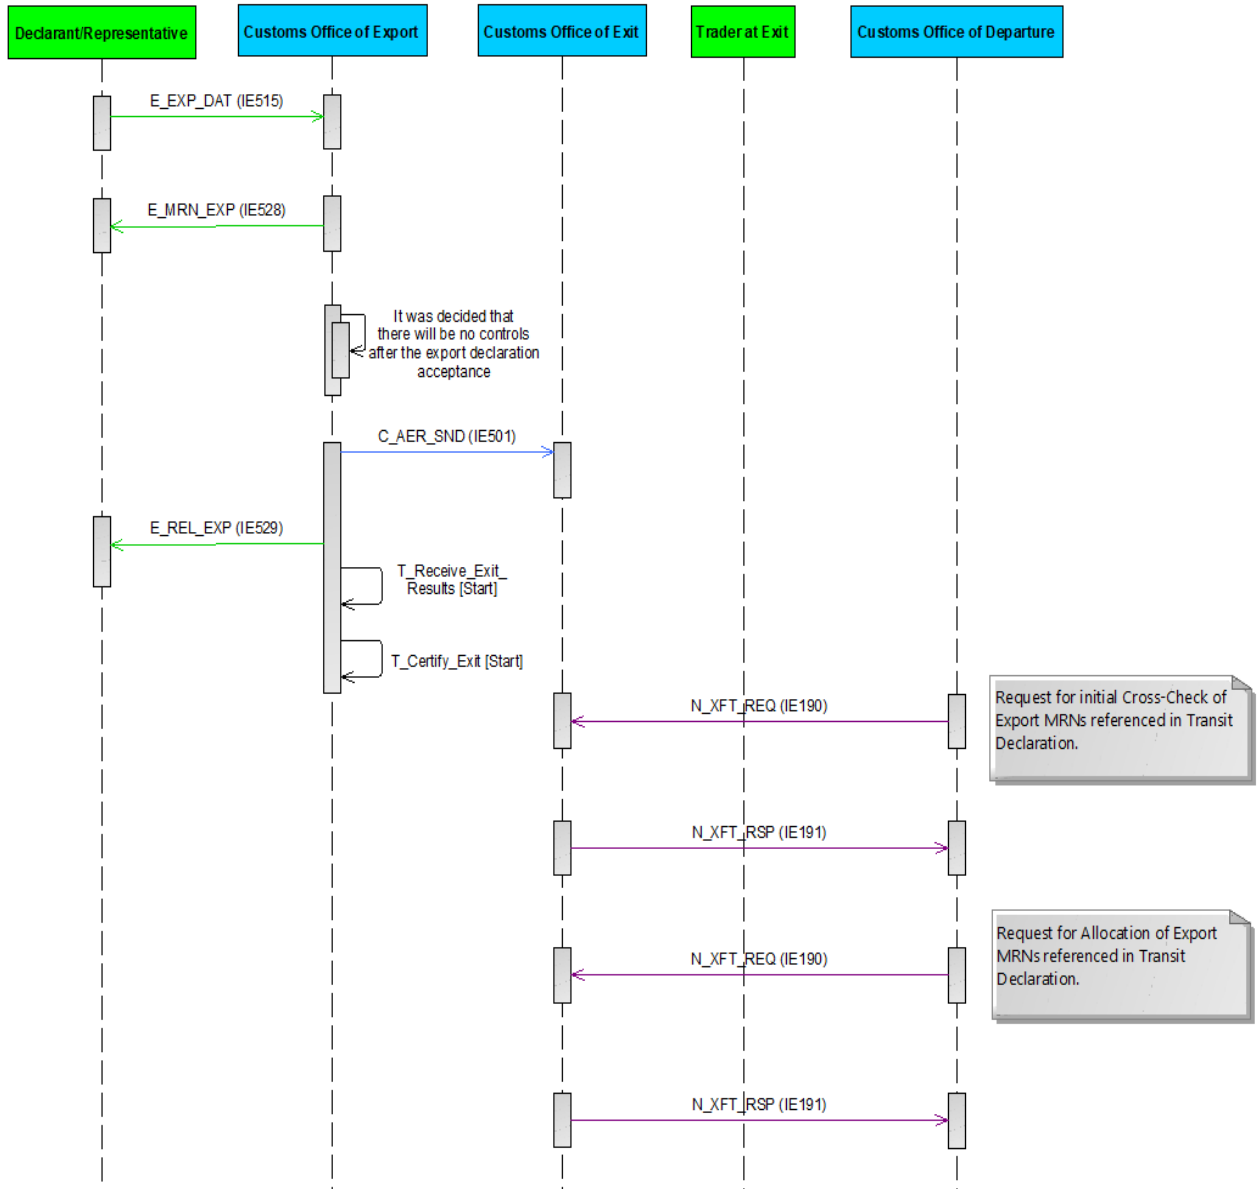 Declarant/Representative
Customs Office of Export
Customs Office of Exit
Trader at Exit
Customs Office of Departure
E_EXP_DAT (IE515)
E_MRN_EXP (IE528)
It was decided that
there will be no controls
after the export declaration
acceptance
C_AER_SND (IE501)
E_REL_EXP (IE529)
T_Receive_Exit_
Results [Start]
T_Certify_Exit [Start]
N_XFT_REQ (IE190)
Request for initial Cross-Check of
Export MRNs referenced in Transit
Declaration.
N_XFT_RSP (IE191)
Request for Allocation of Export
MRNs referenced in Transit
Declaration.
N_XFT_REQ (IE190)
N_XFT_RSP (IE191)